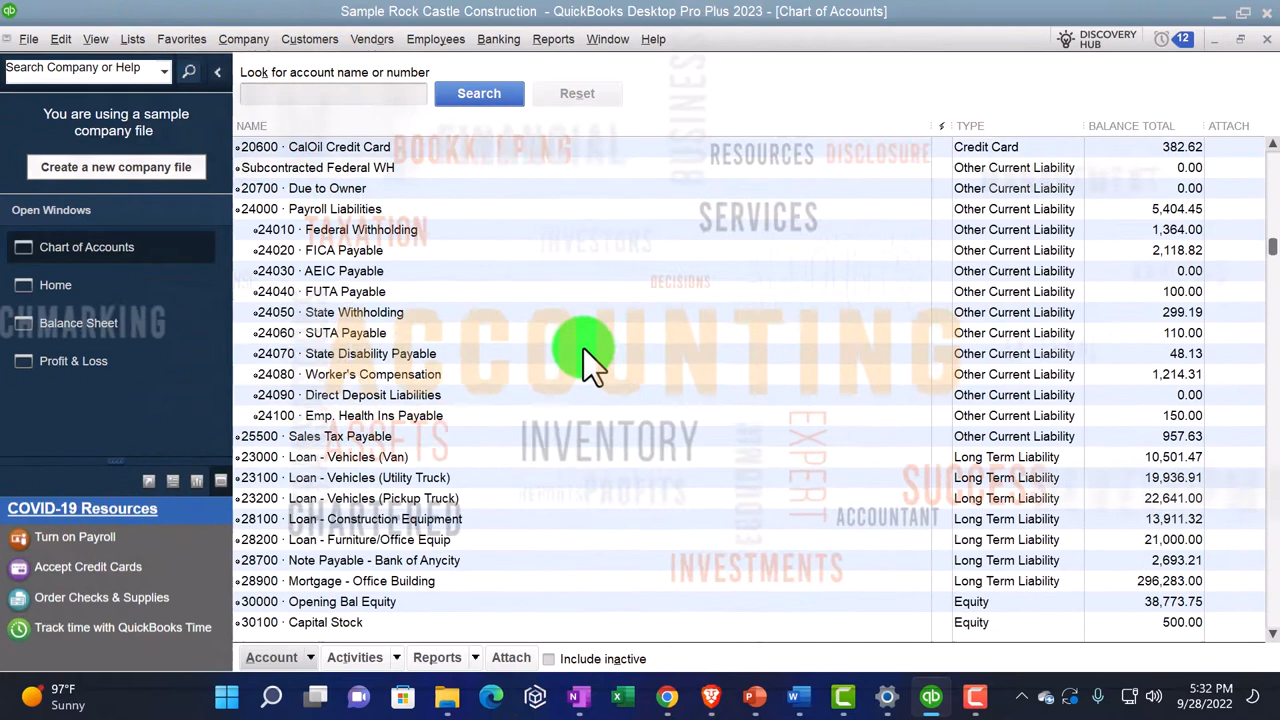 Sample Rock Castle Construction - QuickBooks Desktop Pro Plus 2023 - [Chart of Accounts]
File Edit View Lists Favorites Company Customers Vendors Employees Banking Reports Window Help
DISCOVERY HUB
12
Search Company or Help
You are using a sample company file
Create a new company file
Open Windows
Chart of Accounts
Home
Balance Sheet
Profit & Loss
COVID-19 Resources
Turn on Payroll
Accept Credit Cards
Order Checks & Supplies
Track time with QuickBooks Time
Look for account name or number
Search Reset
NAME TYPE BALANCE TOTAL ATTACH
20600 · CalOil Credit Card Credit Card 382.62
Subcontracted Federal WH Other Current Liability 0.00
20700 · Due to Owner Other Current Liability 0.00
24000 · Payroll Liabilities Other Current Liability 5,404.45
24010 · Federal Withholding Other Current Liability 1,364.00
24020 · FICA Payable Other Current Liability 2,118.82
24030 · AEIC Payable Other Current Liability 0.00
24040 · FUTA Payable Other Current Liability 100.00
24050 · State Withholding Other Current Liability 299.19
24060 · SUTA Payable Other Current Liability 110.00
24070 · State Disability Payable Other Current Liability 48.13
24080 · Worker's Compensation Other Current Liability 1,214.31
24090 · Direct Deposit Liabilities Other Current Liability 0.00
24100 · Emp. Health Ins Payable Other Current Liability 150.00
25500 · Sales Tax Payable Other Current Liability 957.63
23000 · Loan - Vehicles (Van) Long Term Liability 10,501.47
23100 · Loan - Vehicles (Utility Truck) Long Term Liability 19,936.91
23200 · Loan - Vehicles (Pickup Truck) Long Term Liability 22,641.00
28100 · Loan - Construction Equipment Long Term Liability 13,911.32
28200 · Loan - Furniture/Office Equip Long Term Liability 21,000.00
28700 · Note Payable - Bank of Anycity Long Term Liability 2,693.21
28900 · Mortgage - Office Building Long Term Liability 296,283.00
30000 · Opening Bal Equity Equity 38,773.75
30100 · Capital Stock Equity 500.00
BUSINES
FINANCIAL
BOOKKEEPING
RESOURCES
DISCLOSURE
TAXATION
SERVICES
INVESTORS
DECISIONS
CHMARKING
ACCOUNTING
ASSETS
INVENTORY
EXPERT
PROFITS
SUCCESS
CHARTERED
ACCOUNTANT
INVESTMENTS
Account Activities Reports Attach Include inactive
97°F
Sunny
5:32 PM
9/28/2022